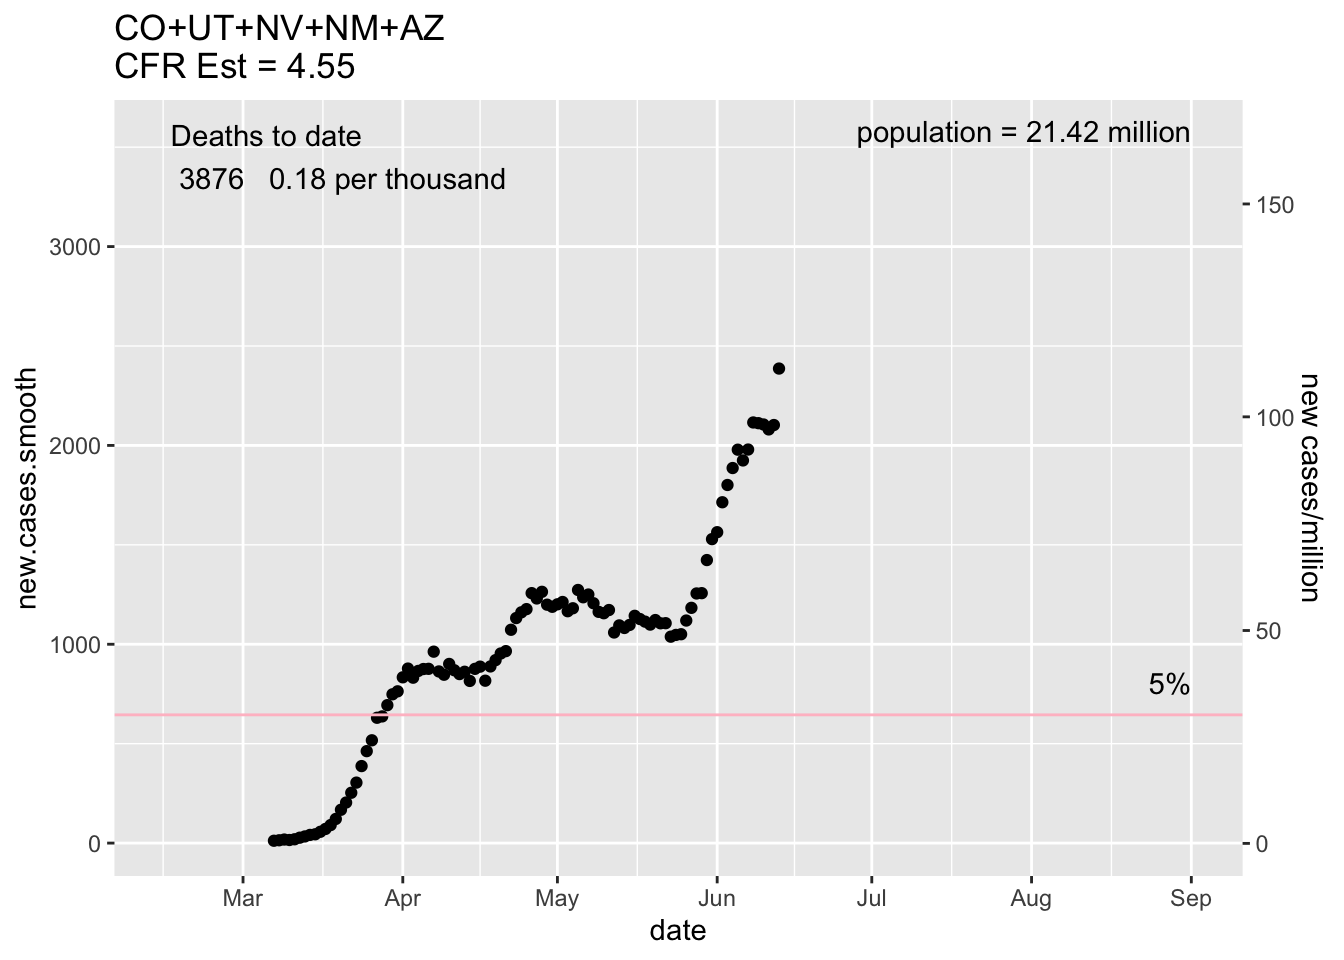 CO+UT+NV+NM+AZ
CFR Est = 4.55
Deaths to date
3876 0.18 per thousand
population = 21.42 million
150
3000
new.cases.smooth
2000
100
new cases/million
1000
50
5%
0
0
Mar Apr May Jun Jul Aug Sep
date